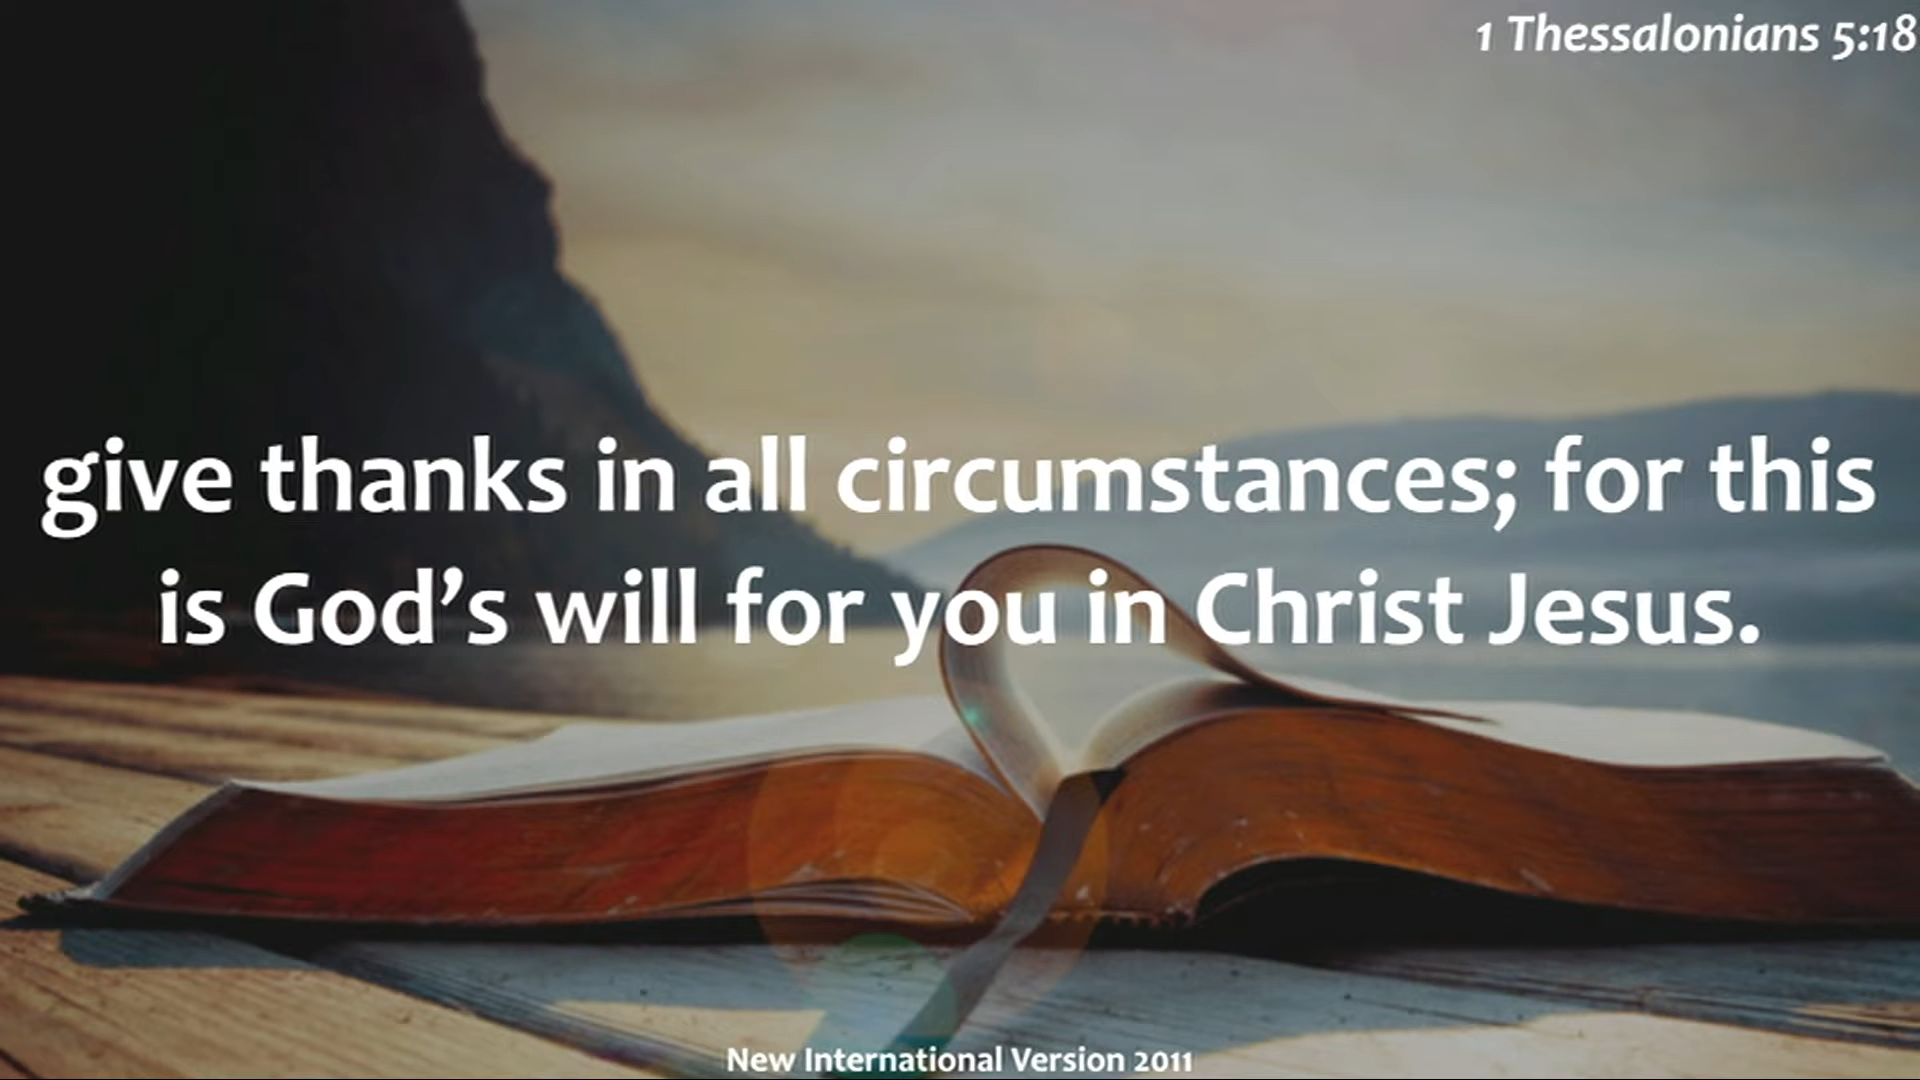 1 Thessalonians 5:18
give thanks in all circumstances; for this
is God’s will for you in Christ Jesus.
New International Version 2011